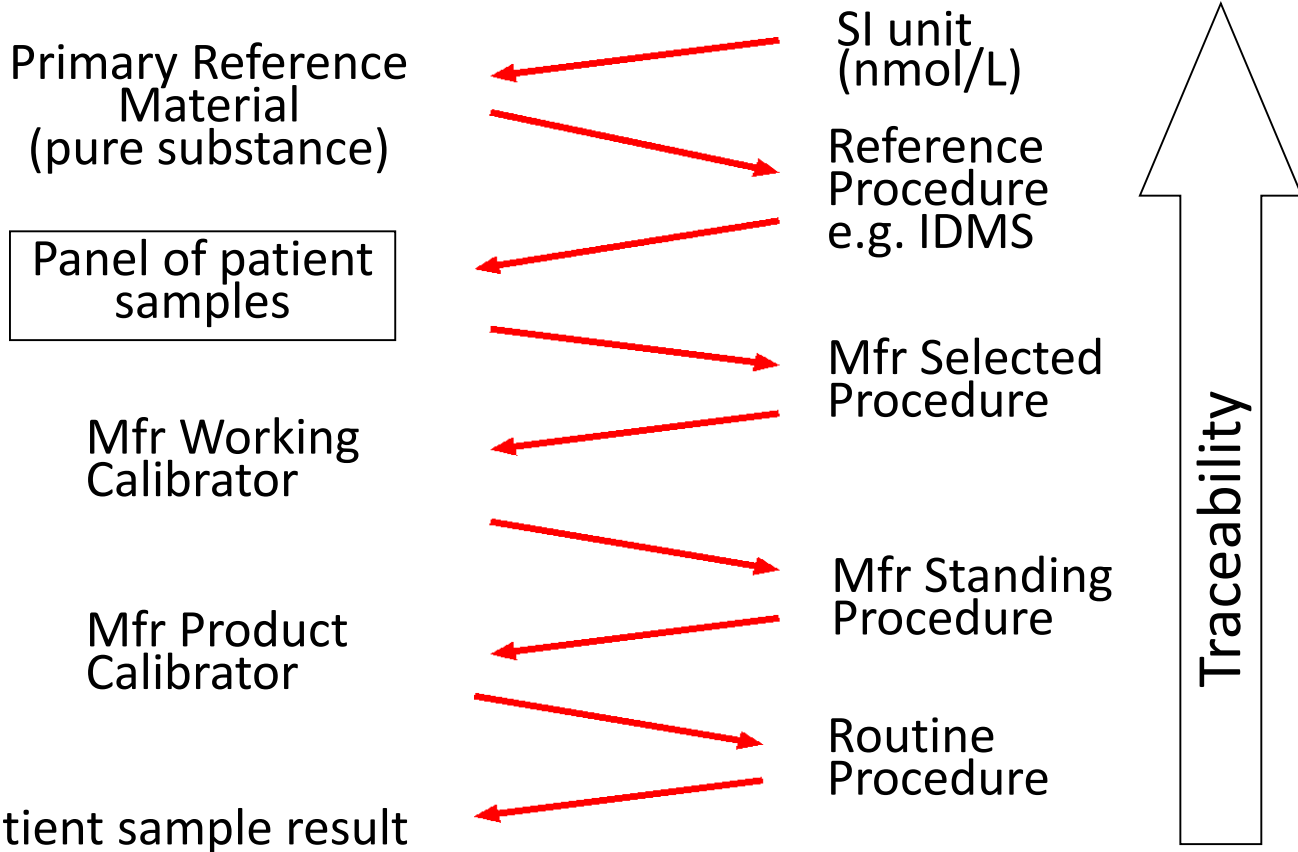 SI unit
(nmol/L)
Primary Reference
Material
(pure substance)
Reference
Procedure
e.g. IDMS
Panel of patient
samples
Mfr Selected
Procedure
Mfr Working
Calibrator
Mfr Standing
Procedure
Mfr Product
Calibrator
Routine
Procedure
tient sample result
Traceability